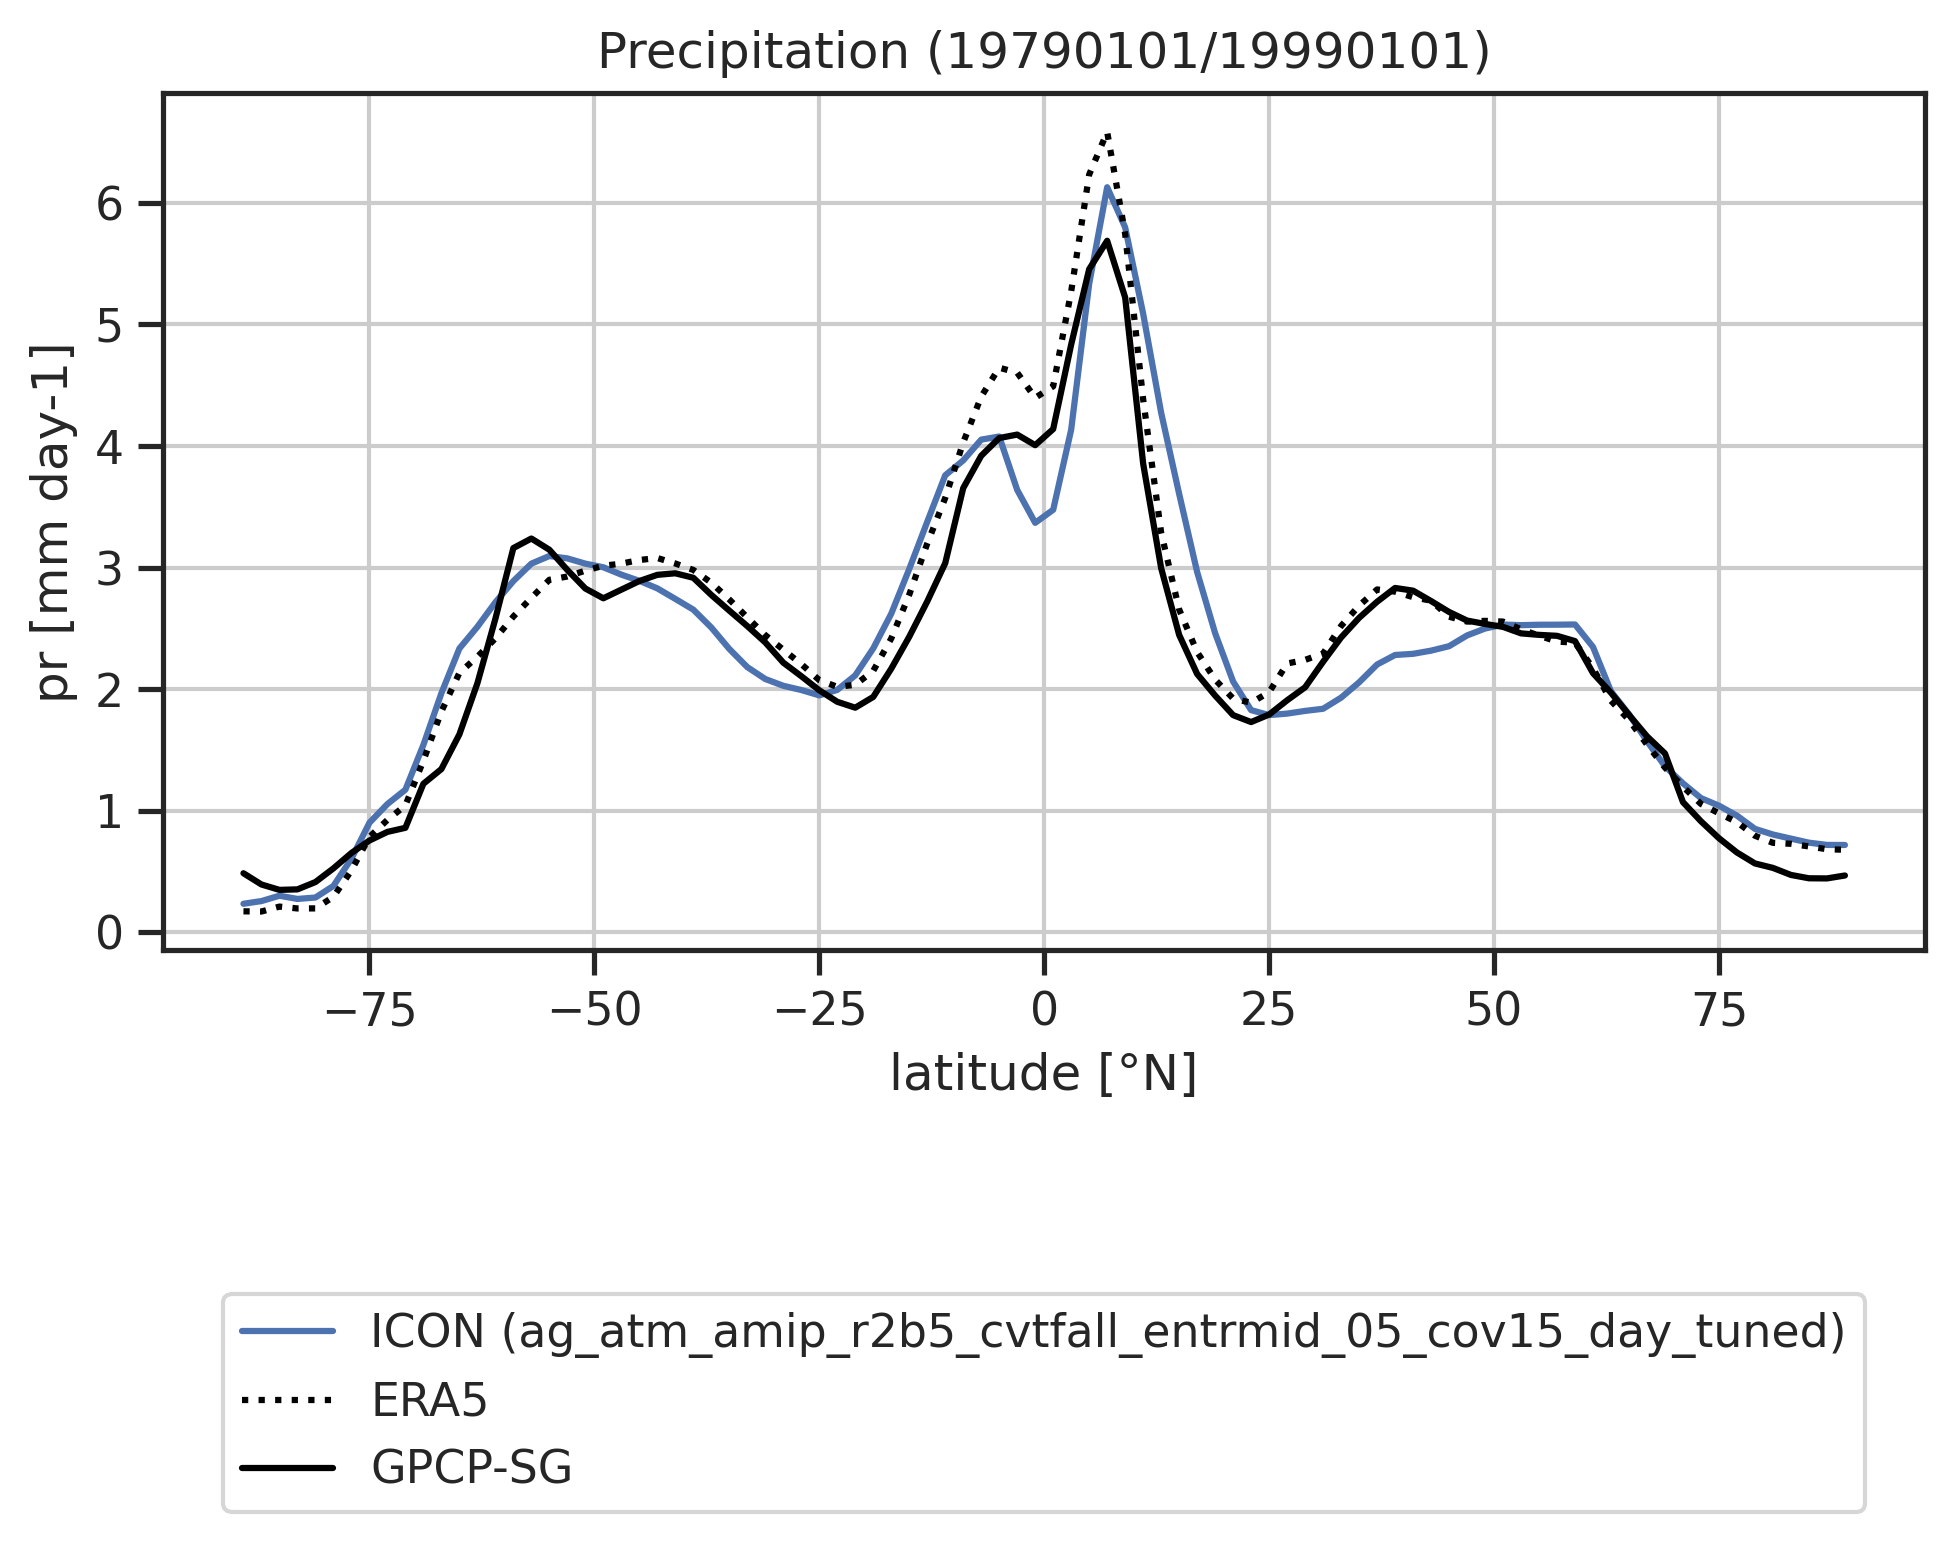 Precipitation (19790101/19990101)
pr [mm day-1]
6
5
4
3
2
1
0
−75 −50 −25 0 25 50 75
latitude [°N]
ICON (ag_atm_amip_r2b5_cvtfall_entrmid_05_cov15_day_tuned)
ERA5
GPCP-SG